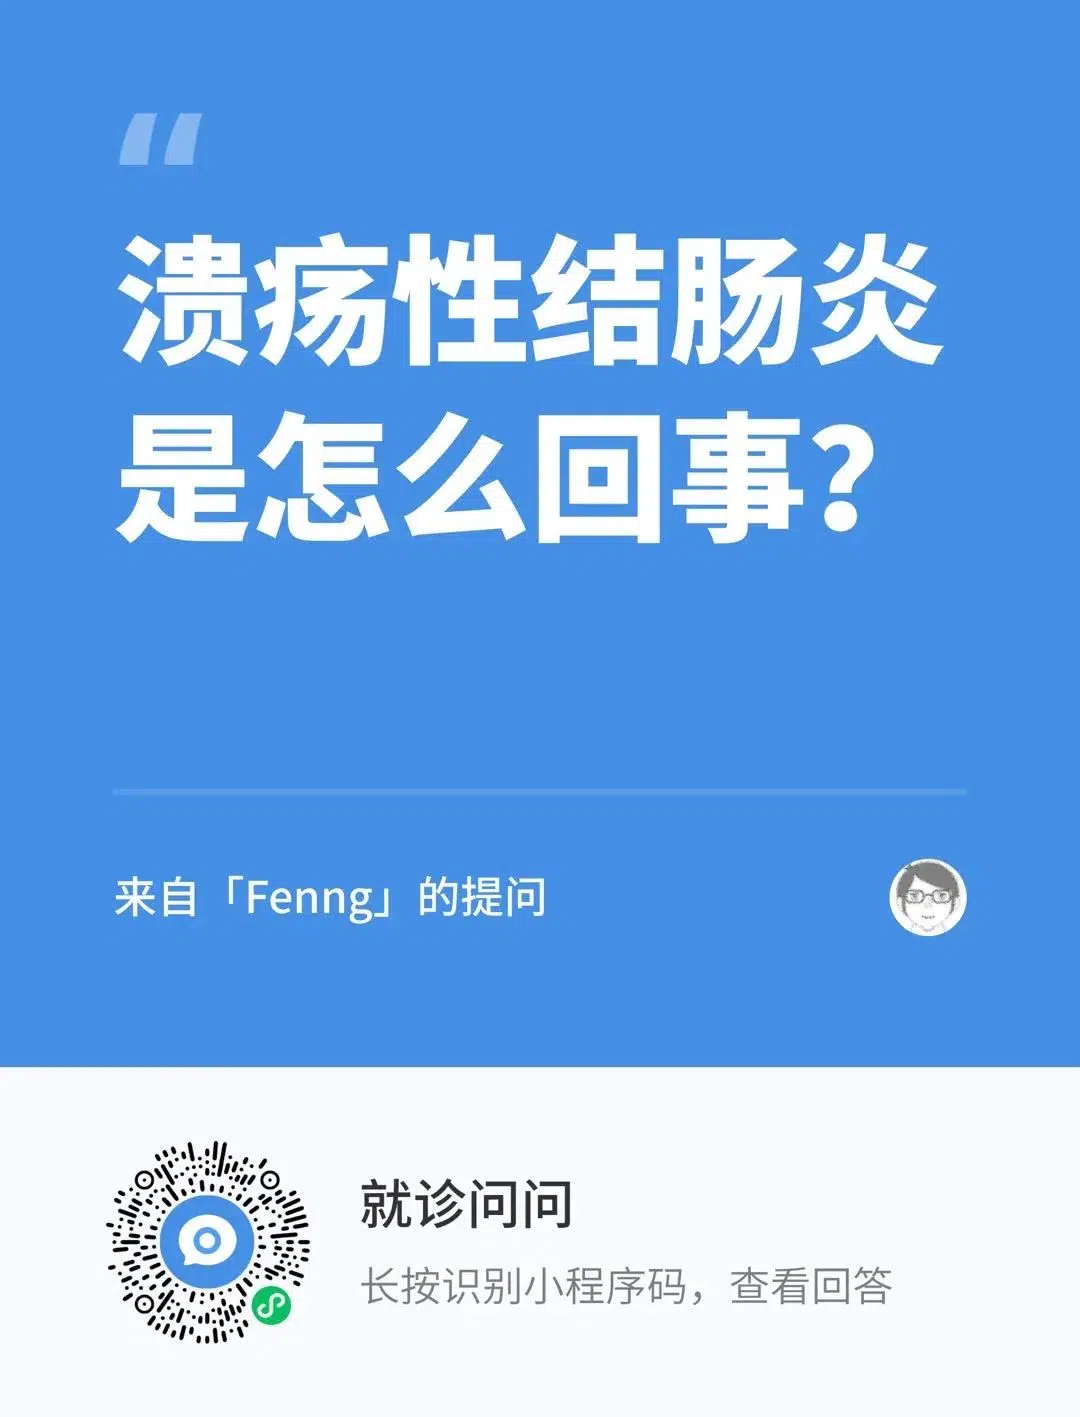 “
溃疡性结肠炎
是怎么回事?
来自「Fenng」的提问
就诊问问
长按识别小程序码，查看回答